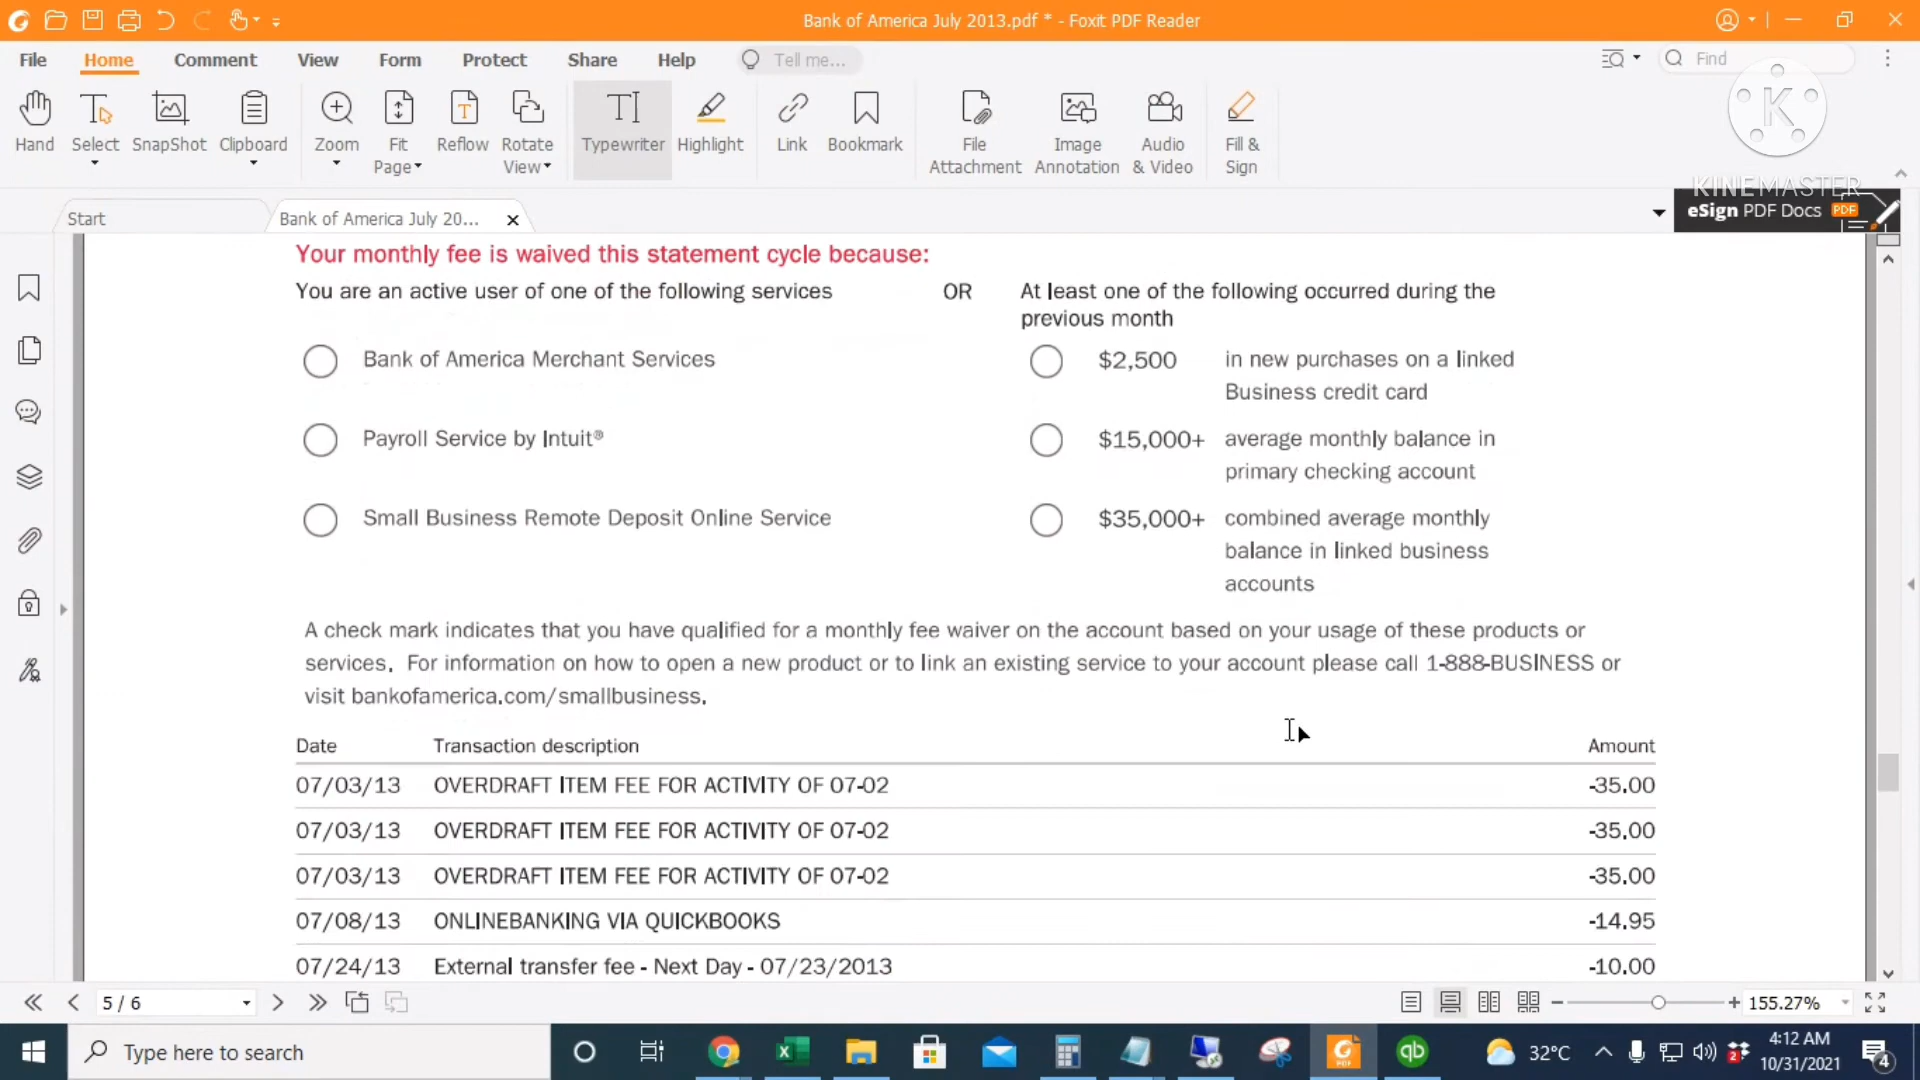 Bank of America July 2013.pdf * - Foxit PDF Reader
File Home Comment View Form Protect Share Help Tell me... Find
Hand Select SnapShot Clipboard Zoom Fit Page Reflow Rotate View Typewriter Highlight Link Bookmark File Attachment Image Annotation Audio & Video Fill & Sign
K
KINEMASTER
Start Bank of America July 20... eSign PDF Docs PDF
Your monthly fee is waived this statement cycle because:
You are an active user of one of the following services OR At least one of the following occurred during the
previous month
Bank of America Merchant Services $2,500 in new purchases on a linked
Business credit card
Payroll Service by Intuit® $15,000+ average monthly balance in
primary checking account
Small Business Remote Deposit Online Service $35,000+ combined average monthly
balance in linked business
accounts
A check mark indicates that you have qualified for a monthly fee waiver on the account based on your usage of these products or
services. For information on how to open a new product or to link an existing service to your account please call 1-888-BUSINESS or
visit bankofamerica.com/smallbusiness.
Date Transaction description Amount
07/03/13 OVERDRAFT ITEM FEE FOR ACTIVITY OF 07-02 -35.00
07/03/13 OVERDRAFT ITEM FEE FOR ACTIVITY OF 07-02 -35.00
07/03/13 OVERDRAFT ITEM FEE FOR ACTIVITY OF 07-02 -35.00
07/08/13 ONLINEBANKING VIA QUICKBOOKS -14.95
07/24/13 External transfer fee - Next Day - 07/23/2013 -10.00
5 / 6 155.27%
Type here to search 32°C 2 4:12 AM
10/31/2021 4